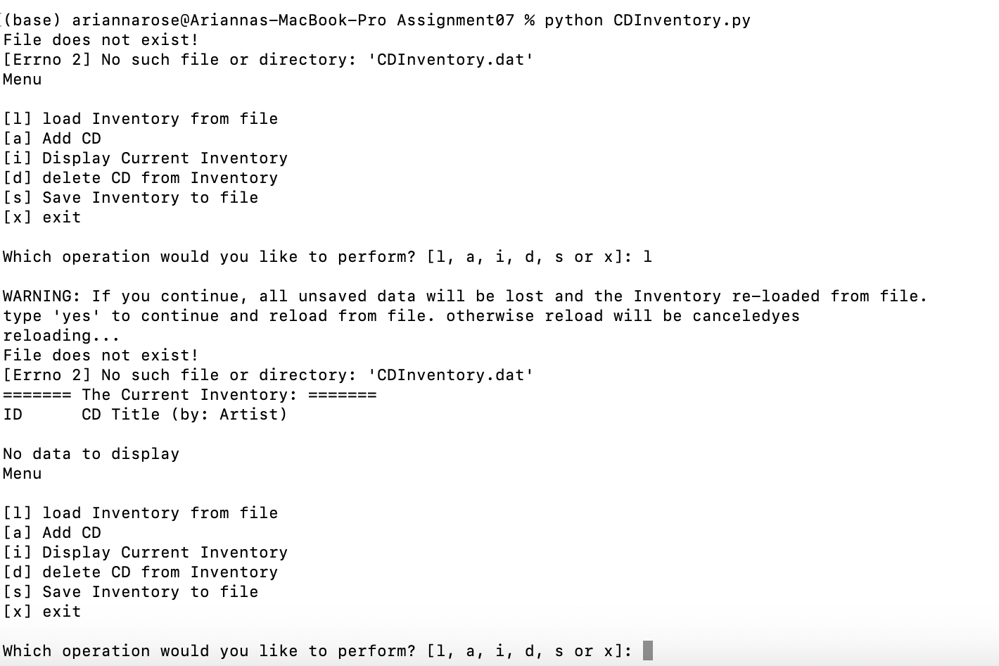 (base) ariannarose@Ariannas-MacBook-Pro Assignment07 % python CDInventory.py
File does not exist!
[Errno 2] No such file or directory: 'CDInventory.dat'
Menu
[l] load Inventory from file
[a] Add CD
[i] Display Current Inventory
[d] delete CD from Inventory
[s] Save Inventory to file
[x] exit
Which operation would you like to perform? [l, a, i, d, s or x]: l
WARNING: If you continue, all unsaved data will be lost and the Inventory re-loaded from file.
type 'yes' to continue and reload from file. otherwise reload will be canceledyes
reloading...
File does not exist!
[Errno 2] No such file or directory: 'CDInventory.dat'
======= The Current Inventory: =======
ID      CD Title (by: Artist)
No data to display
Menu
[l] load Inventory from file
[a] Add CD
[i] Display Current Inventory
[d] delete CD from Inventory
[s] Save Inventory to file
[x] exit
Which operation would you like to perform? [l, a, i, d, s or x]: